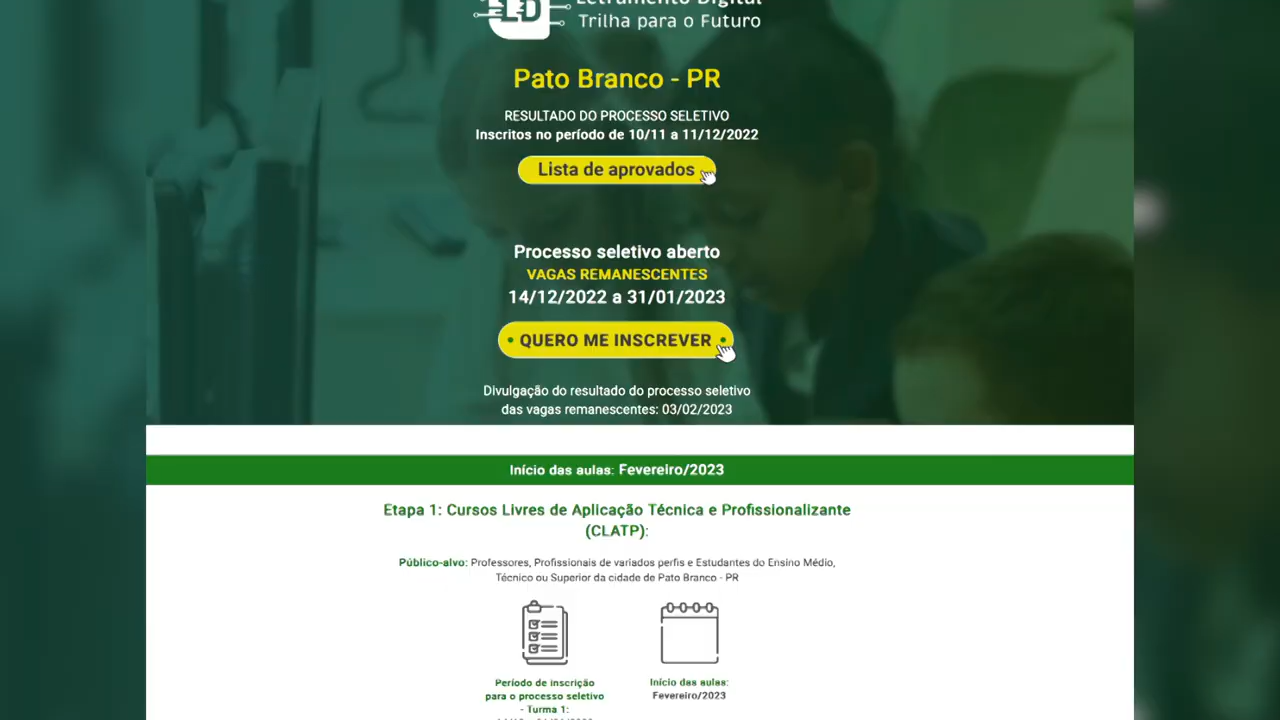 LD
Letramento Digital
Trilha para o Futuro
Pato Branco - PR
RESULTADO DO PROCESSO SELETIVO
Inscritos no período de 10/11 a 11/12/2022
Lista de aprovados
Processo seletivo aberto
VAGAS REMANESCENTES
14/12/2022 a 31/01/2023
• QUERO ME INSCREVER •
Divulgação do resultado do processo seletivo
das vagas remanescentes: 03/02/2023
Início das aulas: Fevereiro/2023
Etapa 1: Cursos Livres de Aplicação Técnica e Profissionalizante
(CLATP):
Público-alvo: Professores, Profissionais de variados perfis e Estudantes do Ensino Médio,
Técnico ou Superior da cidade de Pato Branco - PR
Período de inscrição
para o processo seletivo
- Turma 1:
Início das aulas:
Fevereiro/2023